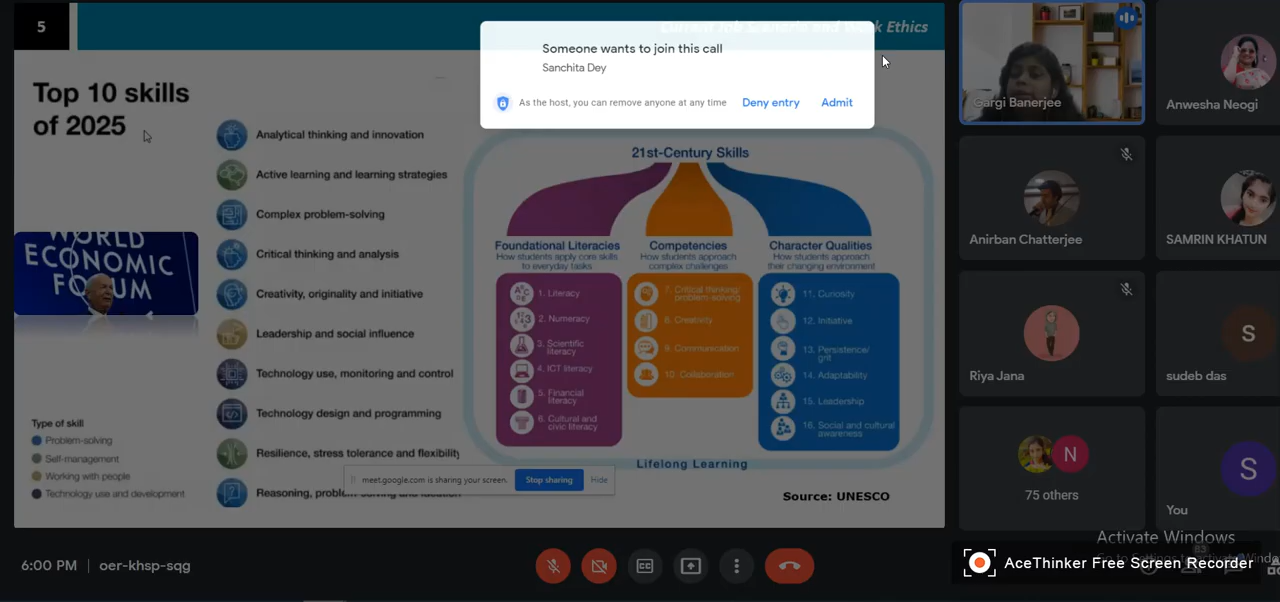 5
Current Job Scenario and Work Ethics
Someone wants to join this call
Sanchita Dey
As the host, you can remove anyone at any time
Deny entry
Admit
Top 10 skills
of 2025
Analytical thinking and innovation
Active learning and learning strategies
Complex problem-solving
Critical thinking and analysis
Creativity, originality and initiative
Leadership and social influence
Technology use, monitoring and control
Technology design and programming
Resilience, stress tolerance and flexibility
Reasoning,
WORLD
ECONOMIC
FORUM
Type of skill
Problem-solving
Self-management
Working with people
Technology use and development
21st-Century Skills
Foundational Literacies
How students apply core skills
to everyday tasks
1. Literacy
2. Numeracy
3. Scientific
literacy
4. ICT literacy
5. Financial
literacy
6. Cultural and
civic literacy
Competencies
How students approach
complex challenges
7. Critical thinking/
problem-solving
8. Creativity
9. Communication
10. Collaboration
Character Qualities
How students approach
their changing environment
11. Curiosity
12. Initiative
13. Persistence/
grit
14. Adaptability
15. Leadership
16. Social and cultural
awareness
Lifelong Learning
Source: UNESCO
meet.google.com is sharing your screen.
Stop sharing
Hide
Gargi Banerjee
Anwesha Neogi
Anirban Chatterjee
SAMRIN KHATUN
Riya Jana
S
sudeb das
N
75 others
S
You
6:00 PM
oer-khsp-sqg
Activate Windows
Go to Settings to activate
83
AceThinker Free Screen Recorder